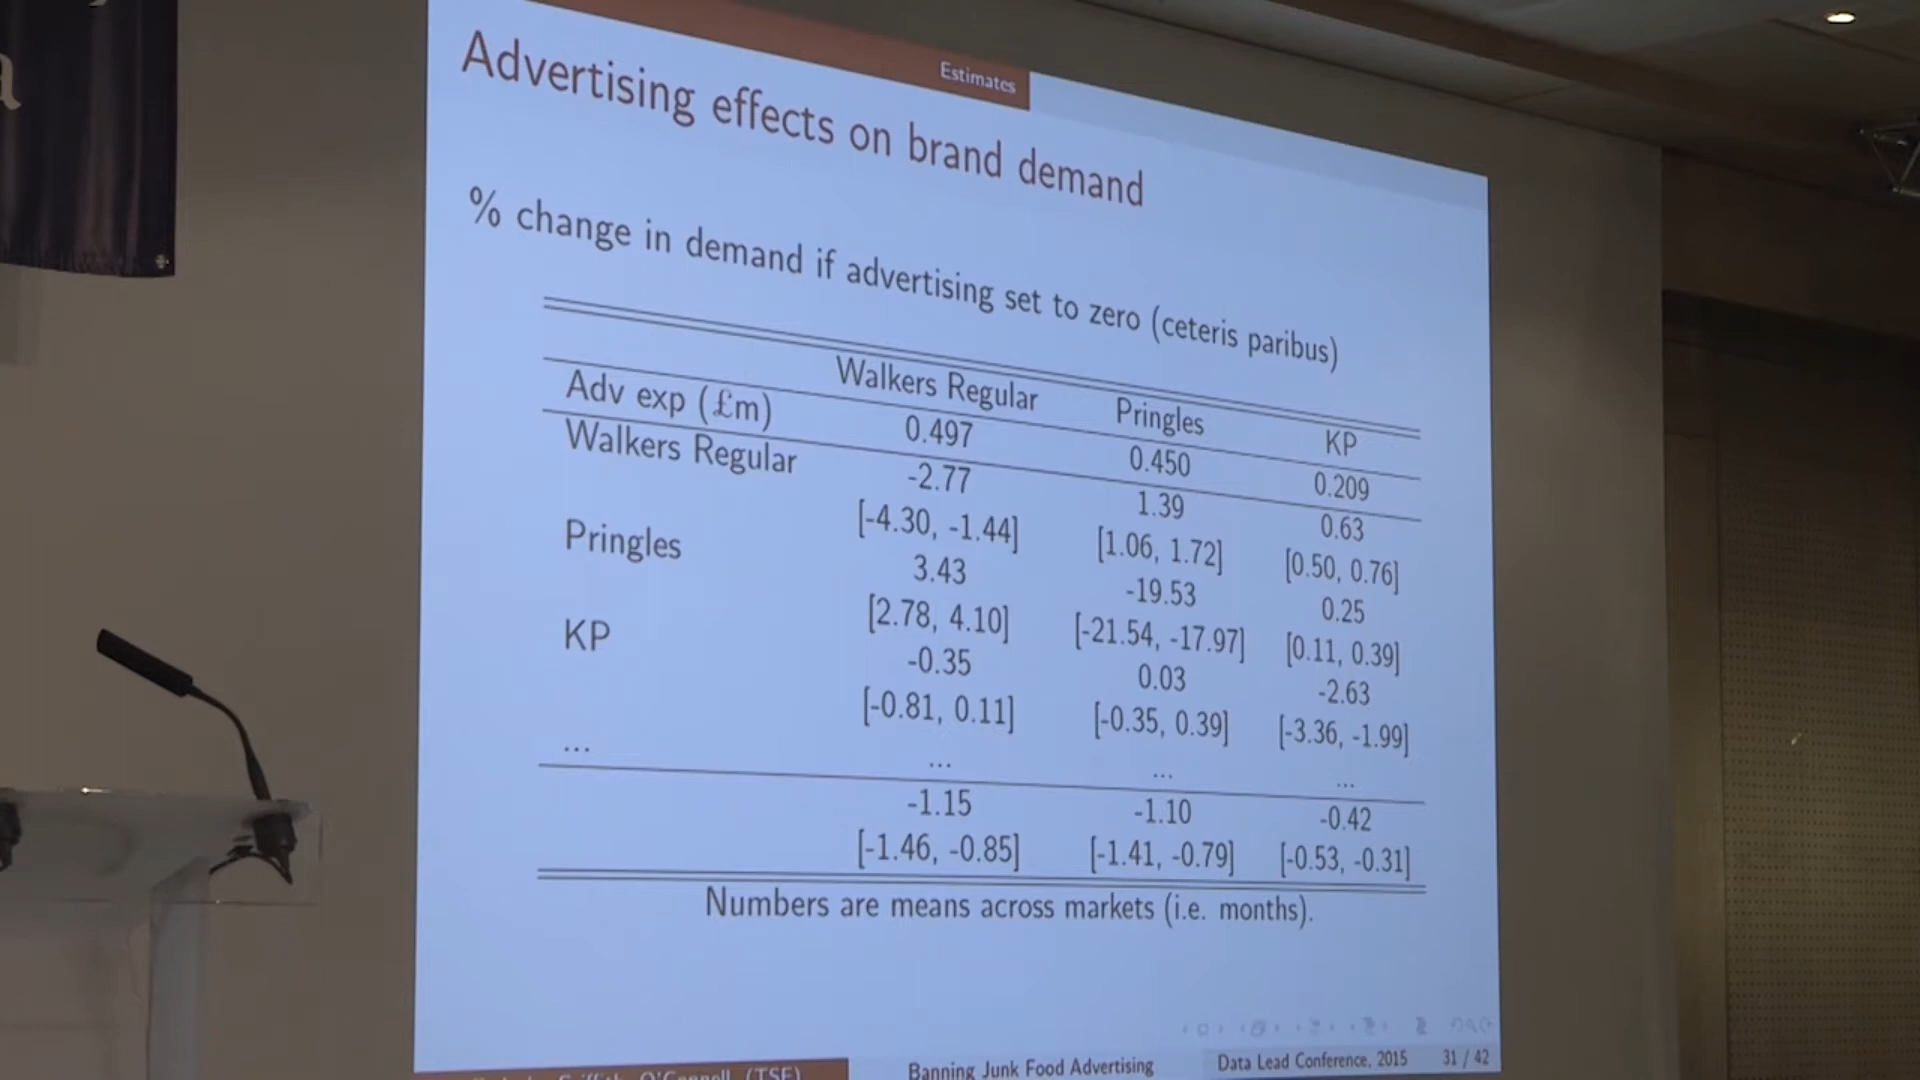 Estimates
Advertising effects on brand demand
% change in demand if advertising set to zero (ceteris paribus)
Walkers Regular Pringles KP
Adv exp (£m) 0.497 0.450 0.209
Walkers Regular -2.77 1.39 0.63
[-4.30, -1.44] [1.06, 1.72] [0.50, 0.76]
Pringles 3.43 -19.53 0.25
[2.78, 4.10] [-21.54, -17.97] [0.11, 0.39]
KP -0.35 0.03 -2.63
[-0.81, 0.11] [-0.35, 0.39] [-3.36, -1.99]
... ... ... ...
-1.15 -1.10 -0.42
[-1.46, -0.85] [-1.41, -0.79] [-0.53, -0.31]
Numbers are means across markets (i.e. months).
Griffith, O'Connell (TSE) Banning Junk Food Advertising Data Lead Conference, 2015 31 / 42